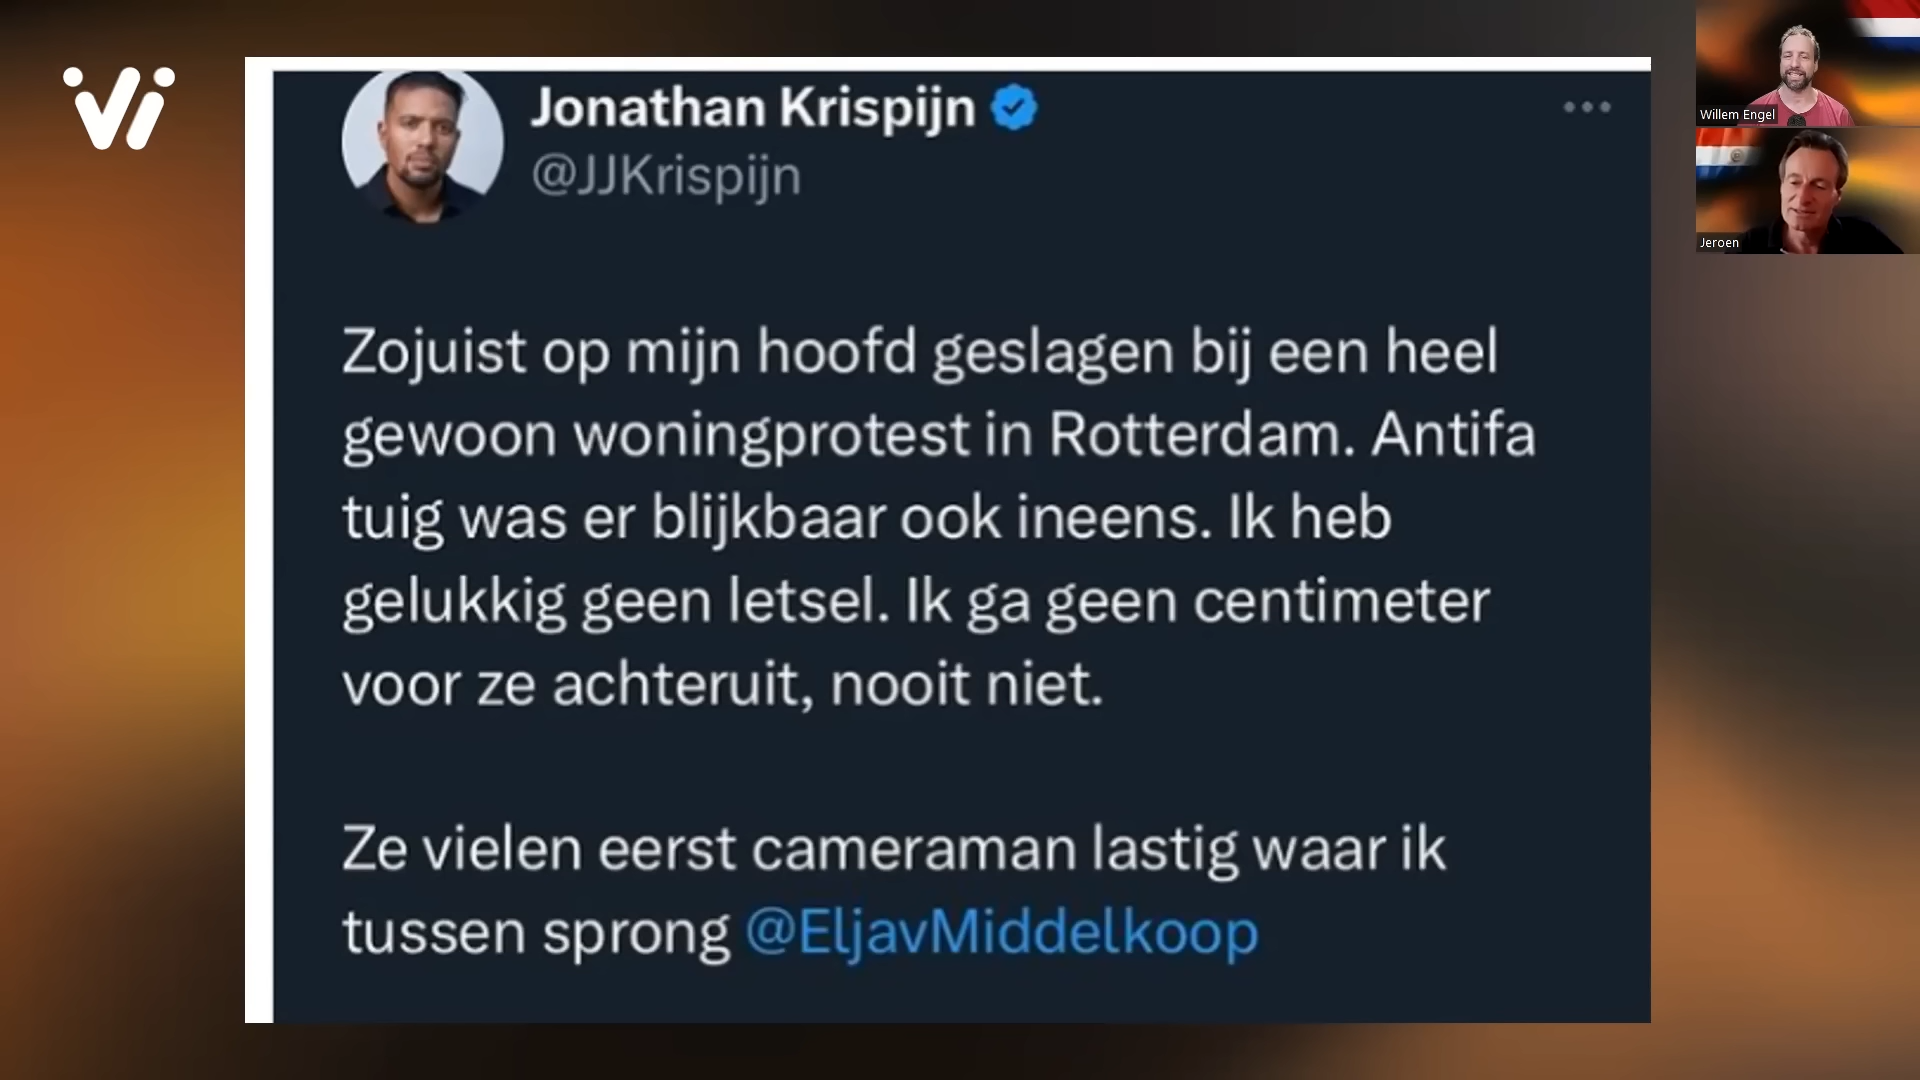 Jonathan Krispijn
@JJKrispijn
Zojuist op mijn hoofd geslagen bij een heel
gewoon woningprotest in Rotterdam. Antifa
tuig was er blijkbaar ook ineens. Ik heb
gelukkig geen letsel. Ik ga geen centimeter
voor ze achteruit, nooit niet.
Ze vielen eerst cameraman lastig waar ik
tussen sprong @EljavMiddelkoop
Willem Engel
Jeroen